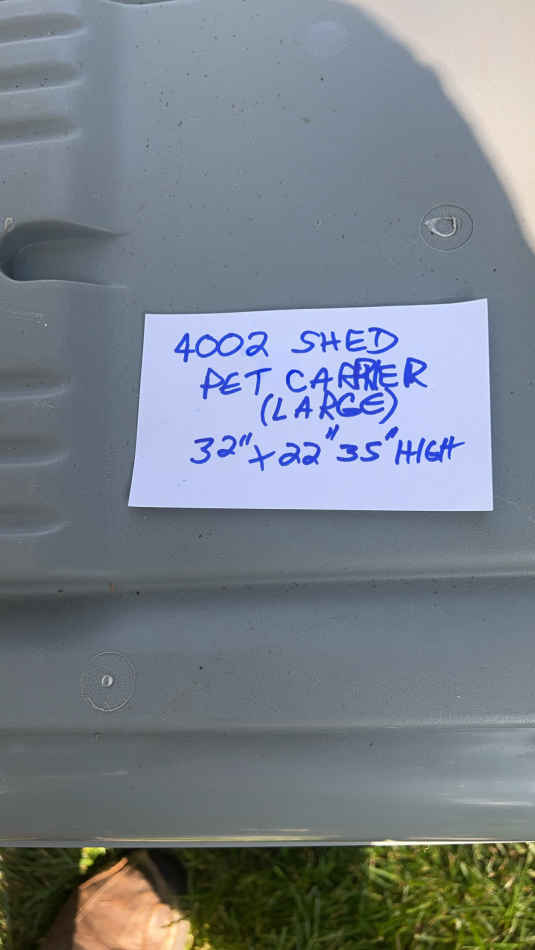 4002 SHED
PET CARRIER
(LARGE)
32" x 22" 35" HIGH